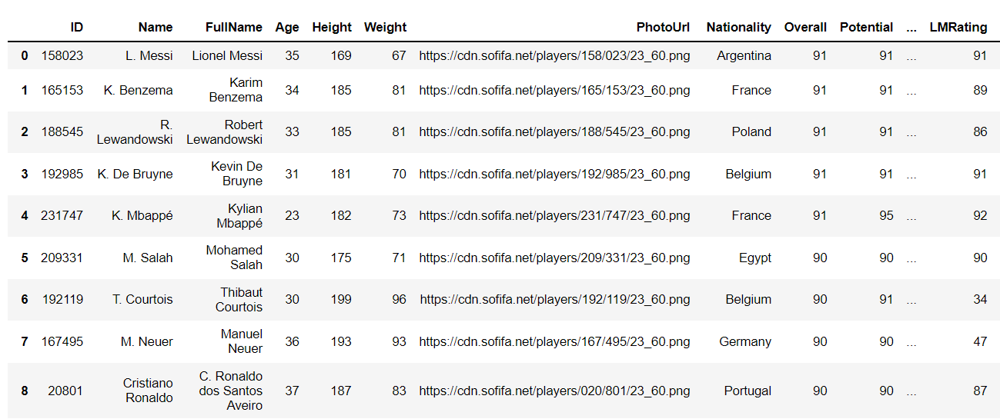 ID Name FullName Age Height Weight PhotoUrl Nationality Overall Potential ... LMRating
0 158023 L. Messi Lionel Messi 35 169 67 https://cdn.sofifa.net/players/158/023/23_60.png Argentina 91 91 ... 91
Karim
1 165153 K. Benzema 34 185 81 https://cdn.sofifa.net/players/165/153/23_60.png France 91 91 ... 89
Benzema
R. Robert
2 188545 33 185 81 https://cdn.sofifa.net/players/188/545/23_60.png Poland 91 91 ... 86
Lewandowski Lewandowski
Kevin De
3 192985 K. De Bruyne 31 181 70 https://cdn.sofifa.net/players/192/985/23_60.png Belgium 91 91 ... 91
Bruyne
Kylian
4 231747 K. Mbappé 23 182 73 https://cdn.sofifa.net/players/231/747/23_60.png France 91 95 ... 92
Mbappé
Mohamed
5 209331 M. Salah 30 175 71 https://cdn.sofifa.net/players/209/331/23_60.png Egypt 90 90 ... 90
Salah
Thibaut
6 192119 T. Courtois 30 199 96 https://cdn.sofifa.net/players/192/119/23_60.png Belgium 90 91 ... 34
Courtois
Manuel
7 167495 M. Neuer 36 193 93 https://cdn.sofifa.net/players/167/495/23_60.png Germany 90 90 ... 47
Neuer
C. Ronaldo
Cristiano
8 20801 dos Santos 37 187 83 https://cdn.sofifa.net/players/020/801/23_60.png Portugal 90 90 ... 87
Ronaldo
Aveiro